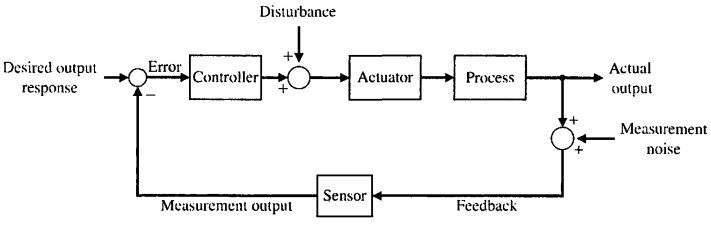 Disturbance
+
Desired output
response
Error
Controller
+
Actuator
Process
Actual
output
−
+
Measurement
noise
+
Sensor
Measurement output
Feedback